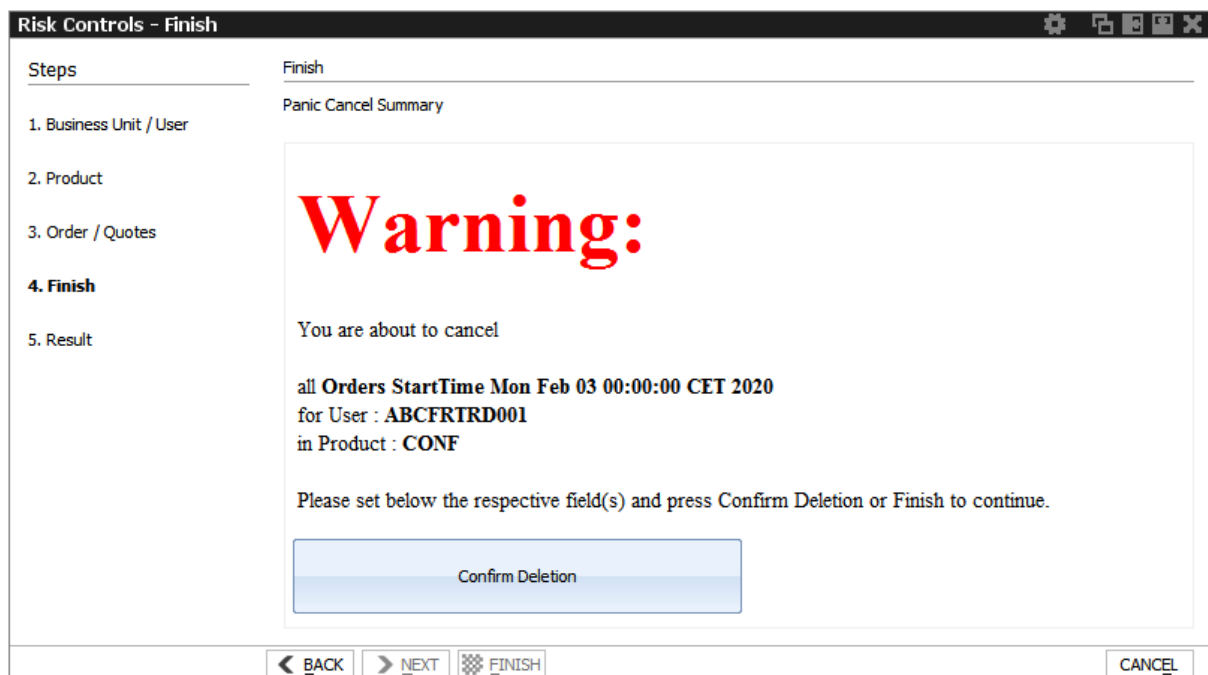 Risk Controls - Finish
Steps
1. Business Unit / User
2. Product
3. Order / Quotes
4. Finish
5. Result
Finish
Panic Cancel Summary
Warning:
You are about to cancel
all Orders StartTime Mon Feb 03 00:00:00 CET 2020
for User : ABCFRTRD001
in Product : CONF
Please set below the respective field(s) and press Confirm Deletion or Finish to continue.
Confirm Deletion
BACK NEXT FINISH CANCEL